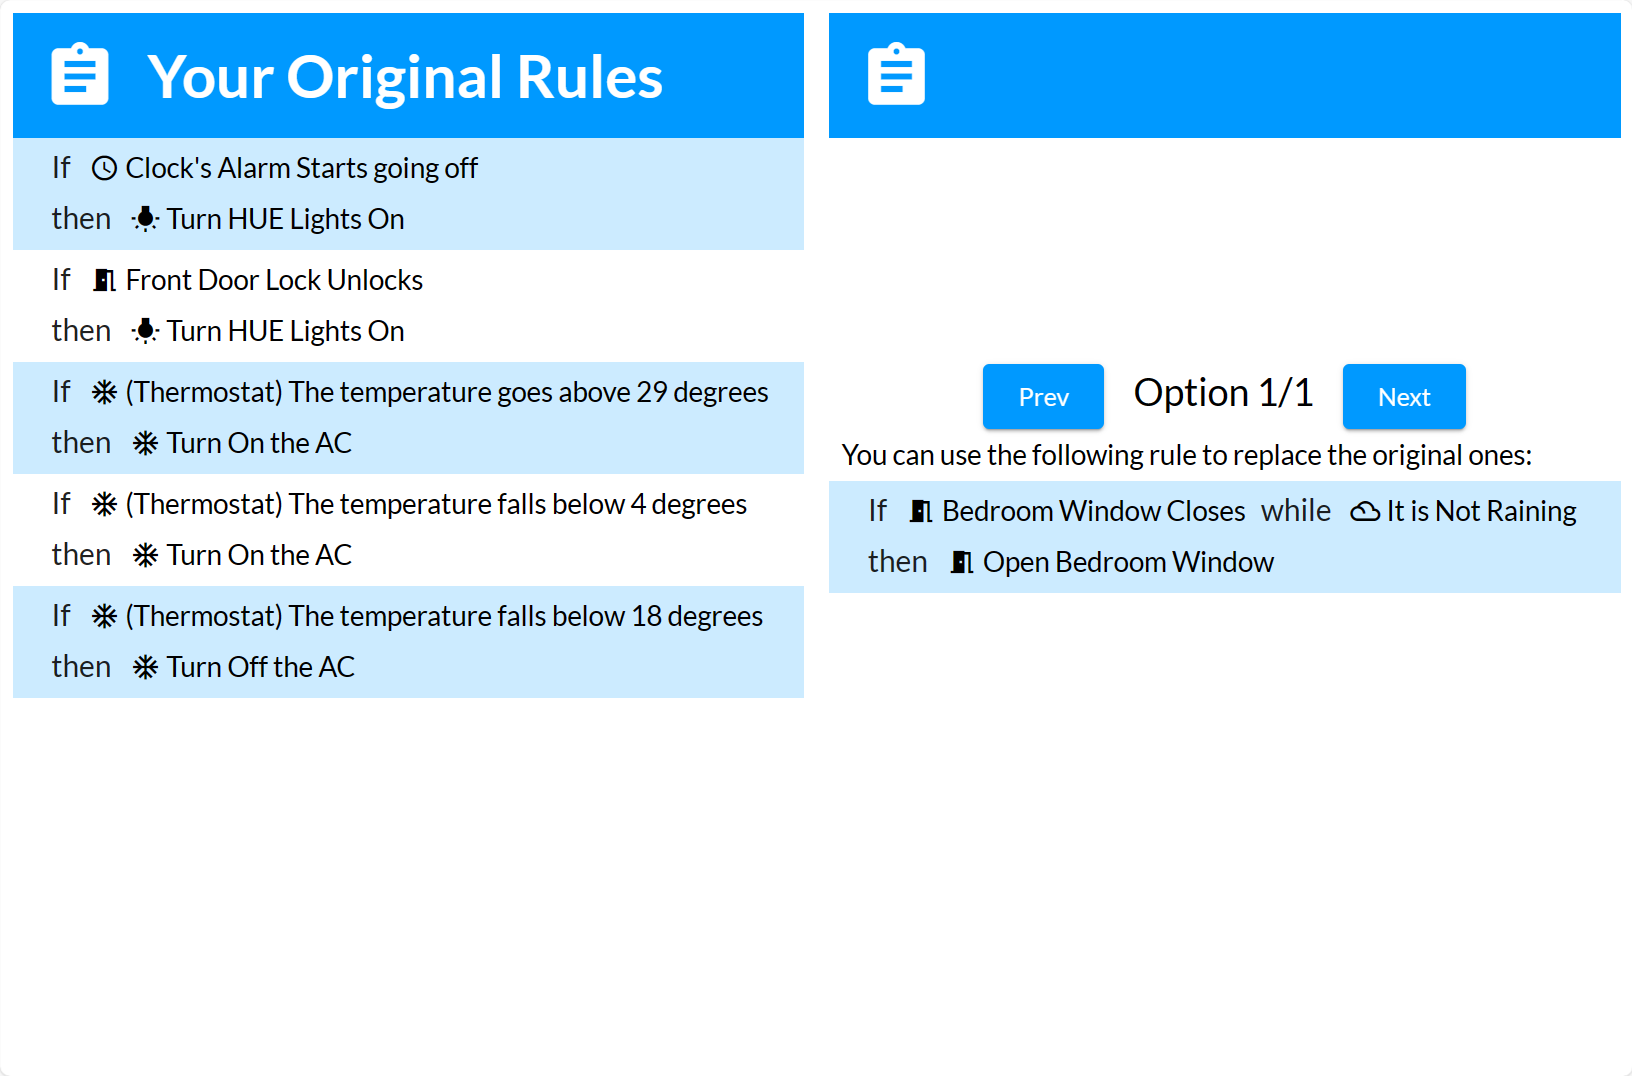 Your Original Rules
If Clock's Alarm Starts going off
then Turn HUE Lights On
If Front Door Lock Unlocks
then Turn HUE Lights On
If (Thermostat) The temperature goes above 29 degrees
then Turn On the AC
If (Thermostat) The temperature falls below 4 degrees
then Turn On the AC
If (Thermostat) The temperature falls below 18 degrees
then Turn Off the AC
Prev Option 1/1 Next
You can use the following rule to replace the original ones:
If Bedroom Window Closes while It is Not Raining
then Open Bedroom Window